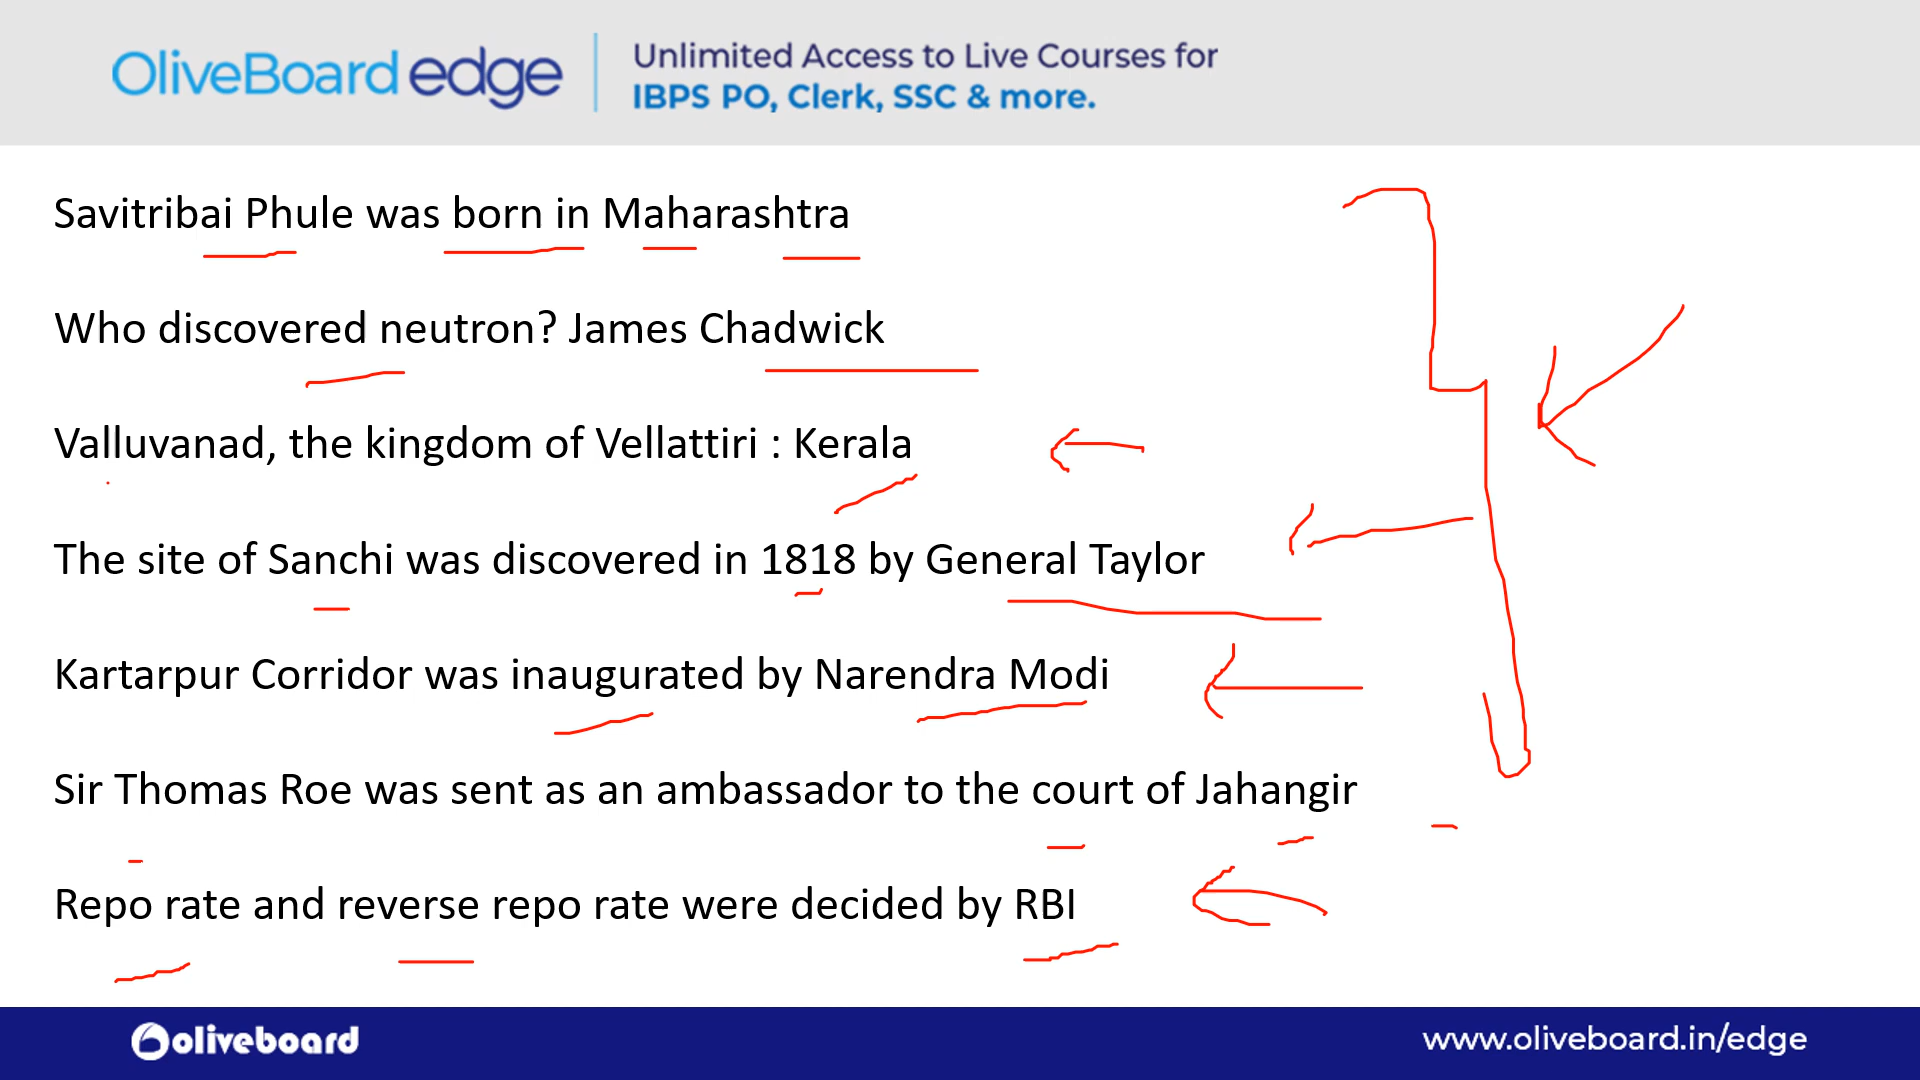 OliveBoard edge
Unlimited Access to Live Courses for
IBPS PO, Clerk, SSC & more.
Savitribai Phule was born in Maharashtra
Who discovered neutron? James Chadwick
Valluvanad, the kingdom of Vellattiri : Kerala
The site of Sanchi was discovered in 1818 by General Taylor
Kartarpur Corridor was inaugurated by Narendra Modi
Sir Thomas Roe was sent as an ambassador to the court of Jahangir
Repo rate and reverse repo rate were decided by RBI
oliveboard
www.oliveboard.in/edge